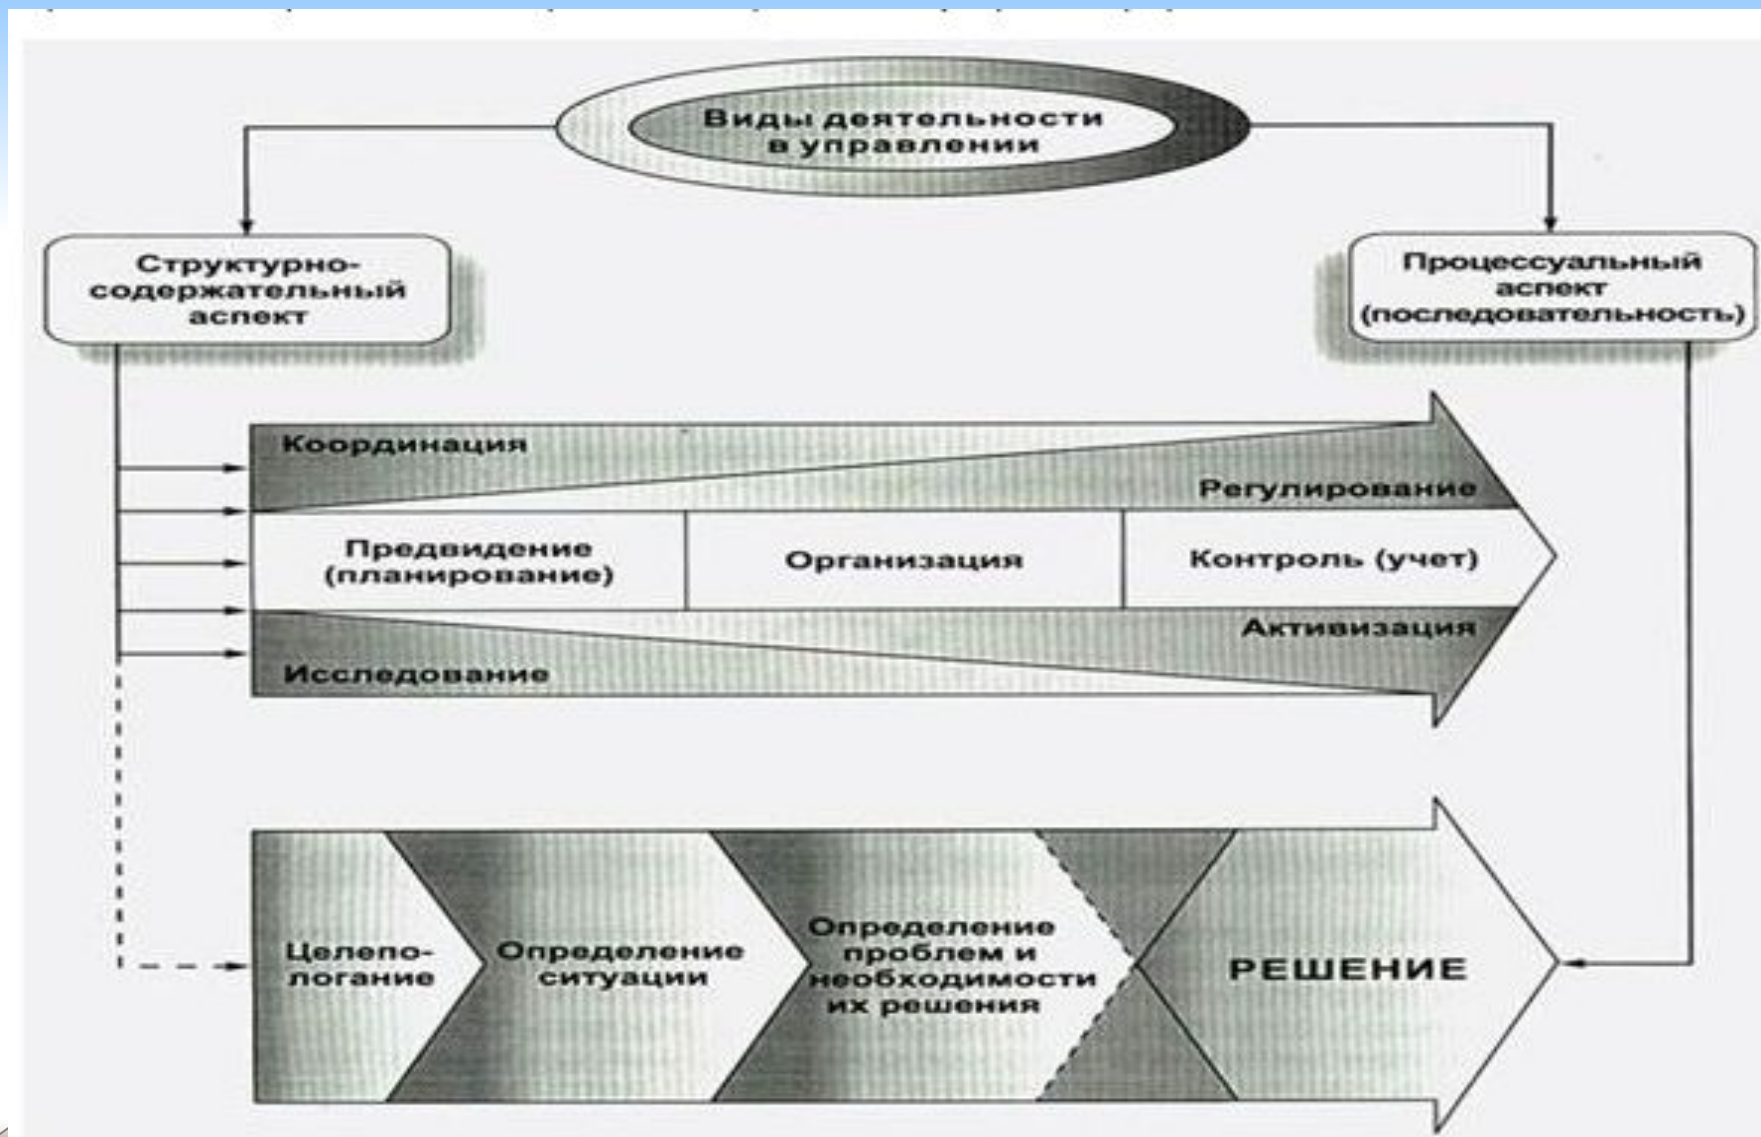 Виды деятельности
в управлении
Структурно-
содержательный
аспект
Процессуальный
аспект
(последовательность)
Координация
Регулирование
Предвидение
(планирование)
Организация
Контроль (учет)
Активизация
Исследование
Целепо-
логание
Определение
ситуации
Определение
проблем и
необходимости
их решения
РЕШЕНИЕ